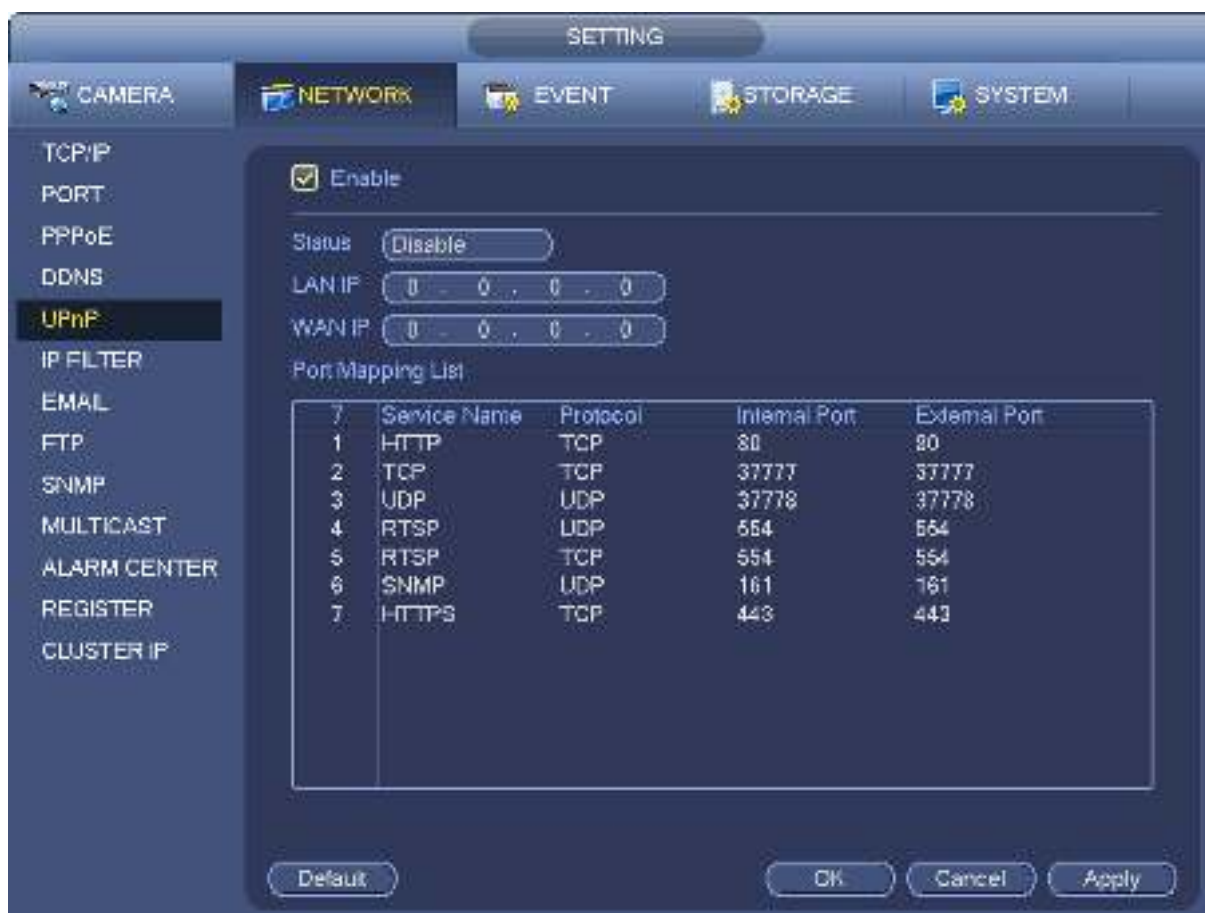 SETTING
CAMERA NETWORK EVENT STORAGE SYSTEM
TCP/IP
PORT
PPPoE
DDNS
UPnP
IP FILTER
EMAIL
FTP
SNMP
MULTICAST
ALARM CENTER
REGISTER
CLUSTER IP
Enable
Status Disable
LAN IP 0 . 0 . 0 . 0
WAN IP 0 . 0 . 0 . 0
Port Mapping List
7 Service Name Protocol Internal Port External Port
1 HTTP TCP 80 80
2 TCP TCP 37777 37777
3 UDP UDP 37778 37778
4 RTSP UDP 554 554
5 RTSP TCP 554 554
6 SNMP UDP 161 161
7 HTTPS TCP 443 443
Default OK Cancel Apply